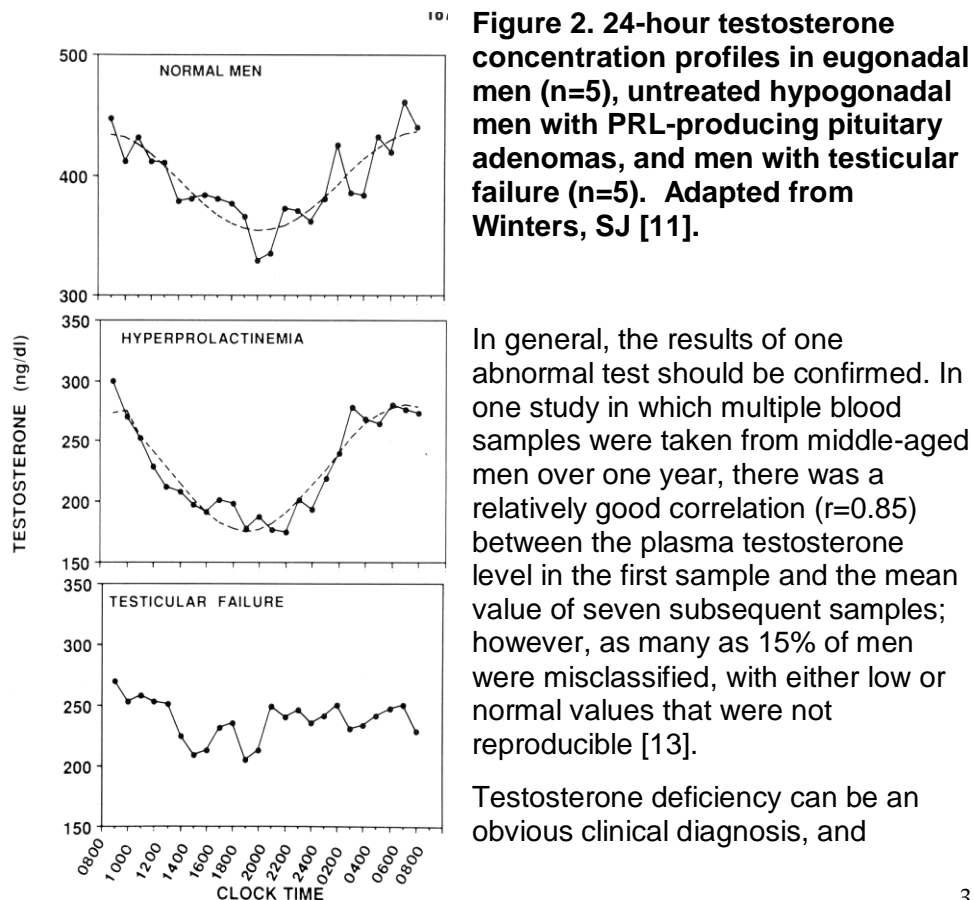 Figure 2. 24-hour testosterone
concentration profiles in eugonadal
men (n=5), untreated hypogonadal
men with PRL-producing pituitary
adenomas, and men with testicular
failure (n=5). Adapted from
Winters, SJ [11].
500
NORMAL MEN
400
300
TESTOSTERONE (ng/dl)
350
HYPERPROLACTINEMIA
300
250
200
150
350
TESTICULAR FAILURE
300
250
200
150
0800
1000
1200
1400
1600
1800
2000
2200
0200
0400
0600
0800
CLOCK TIME
In general, the results of one
abnormal test should be confirmed. In
one study in which multiple blood
samples were taken from middle-aged
men over one year, there was a
relatively good correlation (r=0.85)
between the plasma testosterone
level in the first sample and the mean
value of seven subsequent samples;
however, as many as 15% of men
were misclassified, with either low or
normal values that were not
reproducible [13].
Testosterone deficiency can be an
obvious clinical diagnosis, and
3